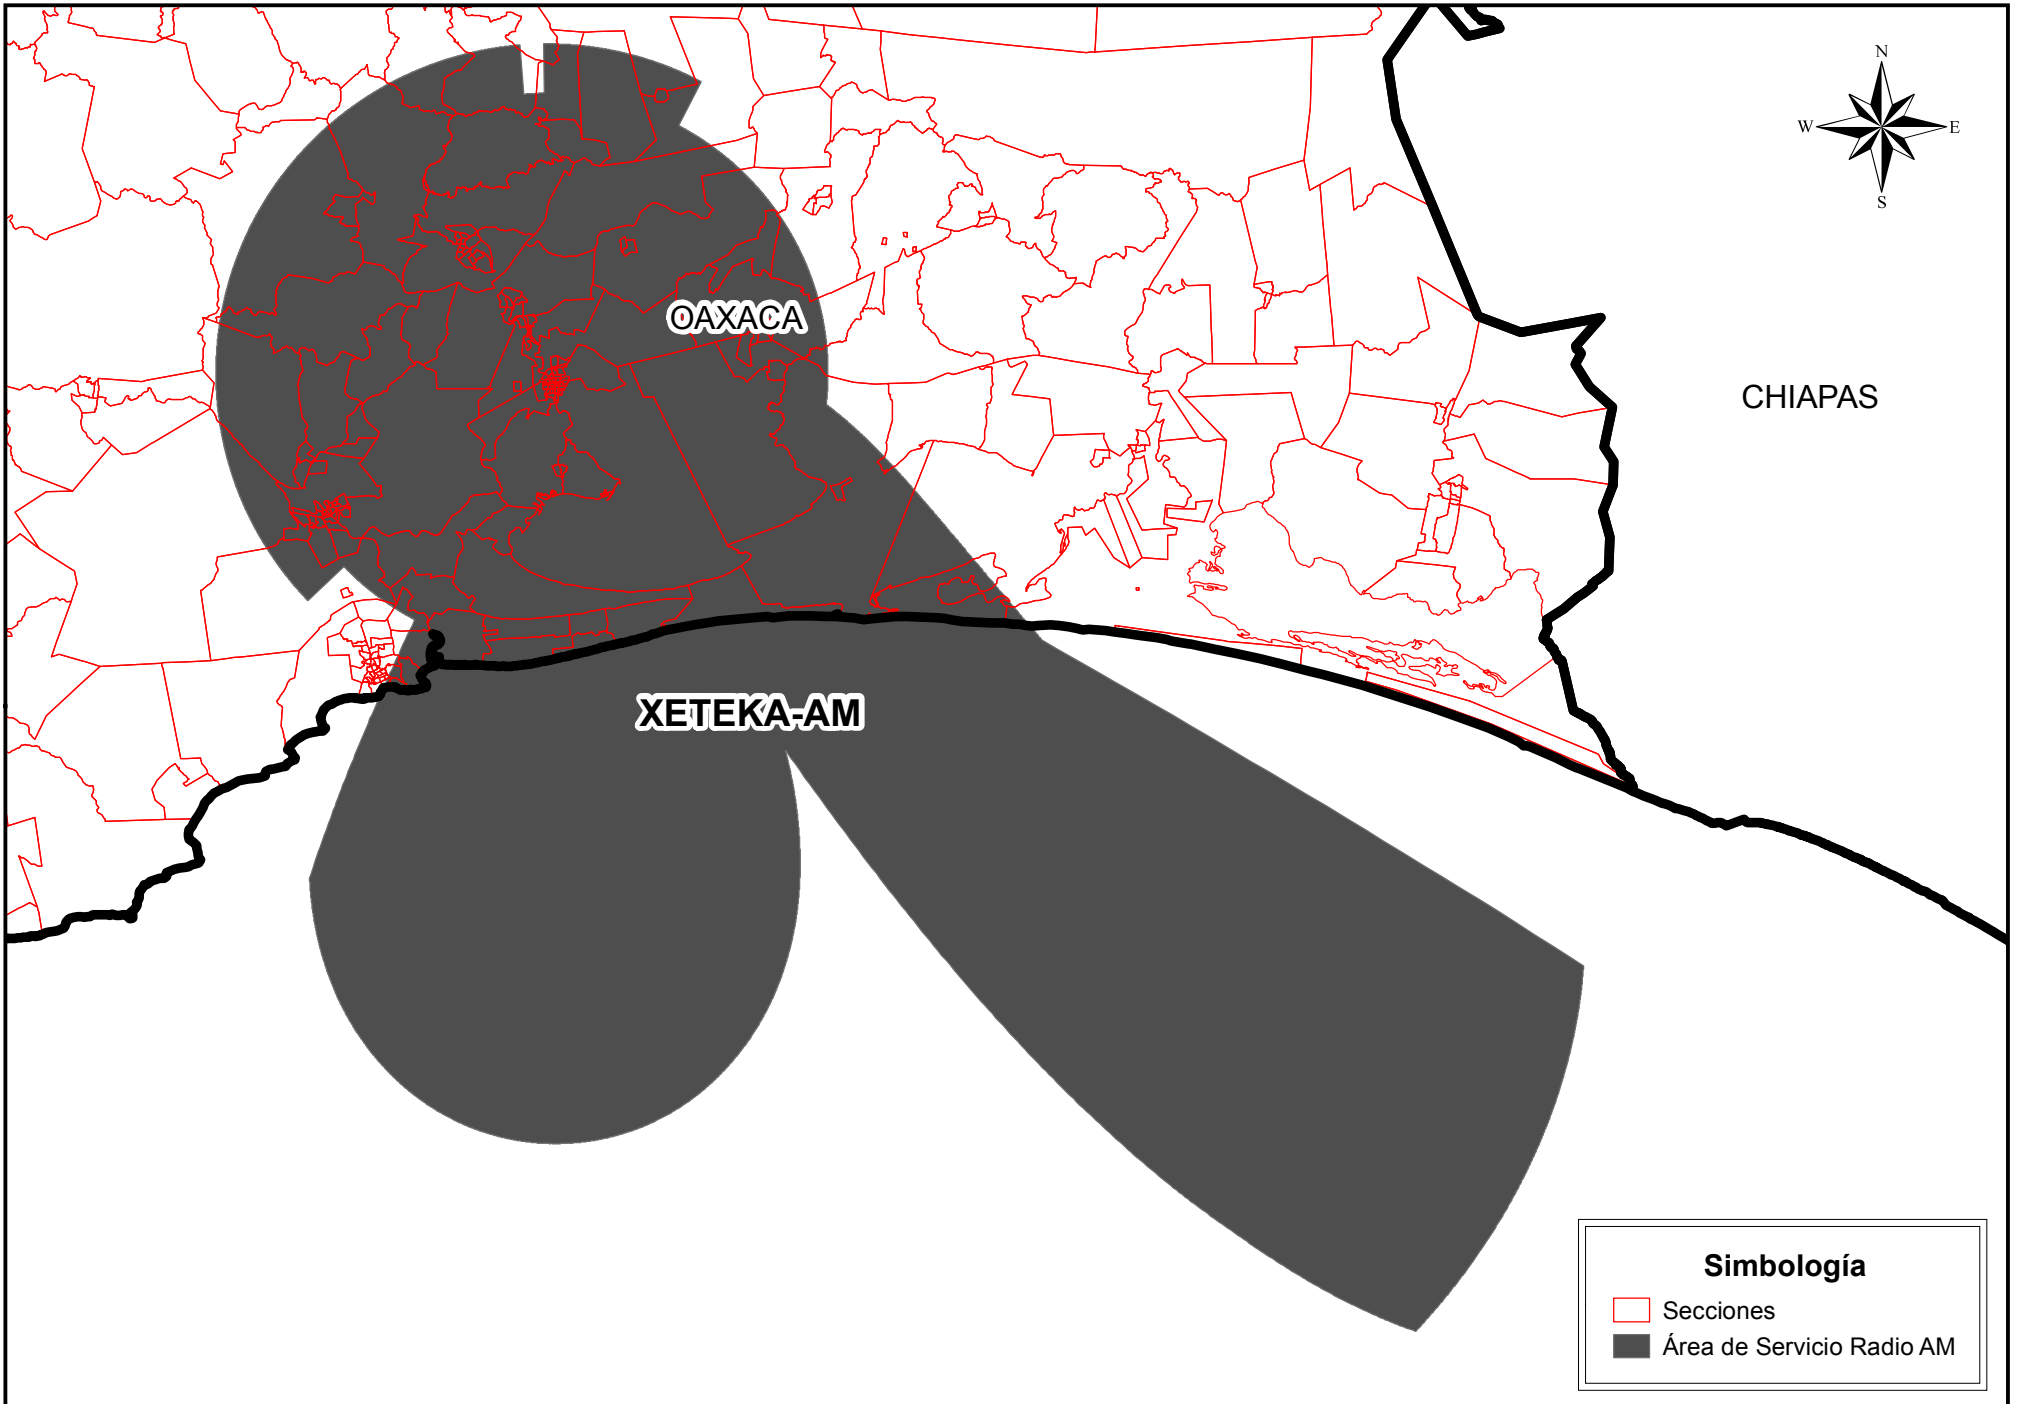 N
W E
S
OAXACA
CHIAPAS
XETEKA-AM
Simbología
Secciones
Área de Servicio Radio AM